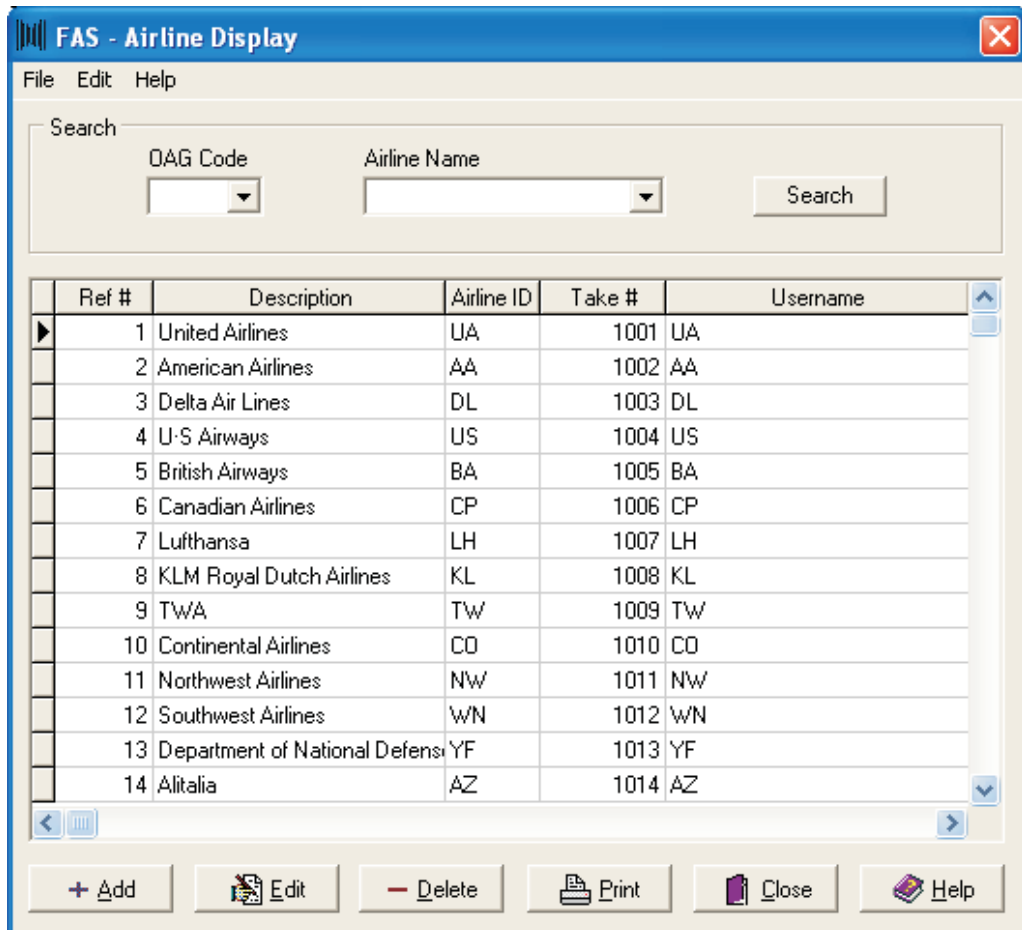 FAS - Airline Display
File Edit Help
Search
OAG Code Airline Name
Search
Ref # Description Airline ID Take # Username
1 United Airlines UA 1001 UA
2 American Airlines AA 1002 AA
3 Delta Air Lines DL 1003 DL
4 U·S Airways US 1004 US
5 British Airways BA 1005 BA
6 Canadian Airlines CP 1006 CP
7 Lufthansa LH 1007 LH
8 KLM Royal Dutch Airlines KL 1008 KL
9 TWA TW 1009 TW
10 Continental Airlines CO 1010 CO
11 Northwest Airlines NW 1011 NW
12 Southwest Airlines WN 1012 WN
13 Department of National Defens YF 1013 YF
14 Alitalia AZ 1014 AZ
+ Add Edit − Delete Print Close Help